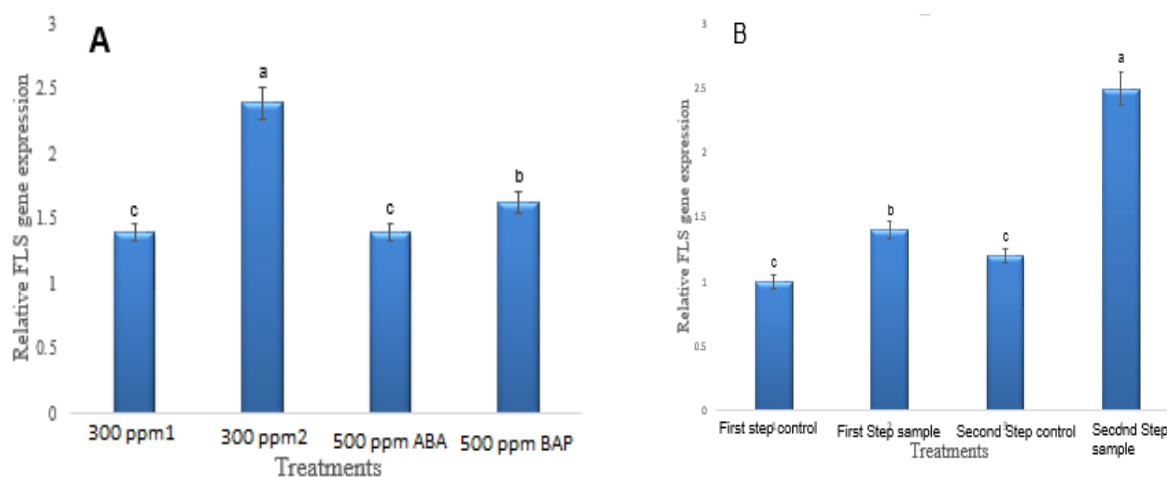 A
Relative FLS gene expression
3
2.5
2
1.5
1
0.5
0
c
a
c
b
300 ppm1
300 ppm2
500 ppm ABA
500 ppm BAP
Treatments
B
Relative FLS gene expression
3
2.5
2
1.5
1
0.5
0
c
b
c
a
First step control
First Step sample
Second Step control
Second Step
sample
Treatments